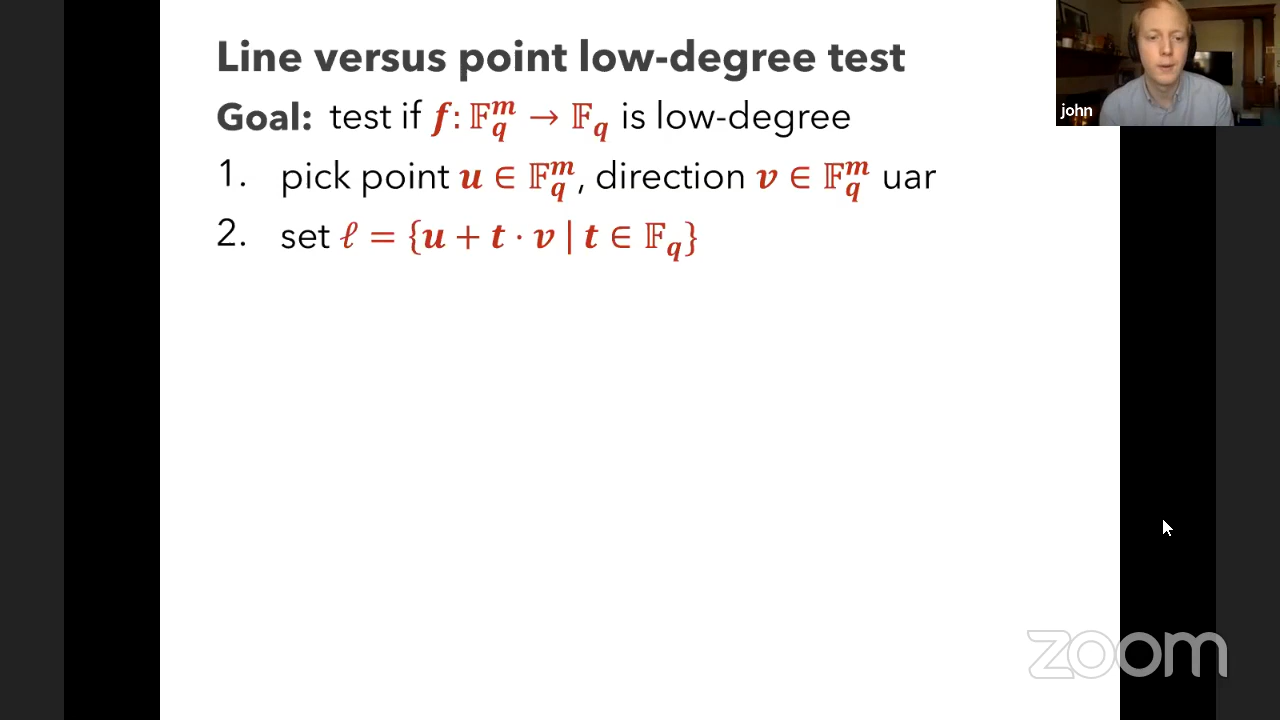 Line versus point low-degree test
john
Goal: test if 𝒇: 𝔽_q^m → 𝔽_q is low-degree
1. pick point 𝒖 ∈ 𝔽_q^m, direction 𝒗 ∈ 𝔽_q^m uar
2. set ℓ = {𝒖 + 𝒕 · 𝒗 | 𝒕 ∈ 𝔽_q}
zoom